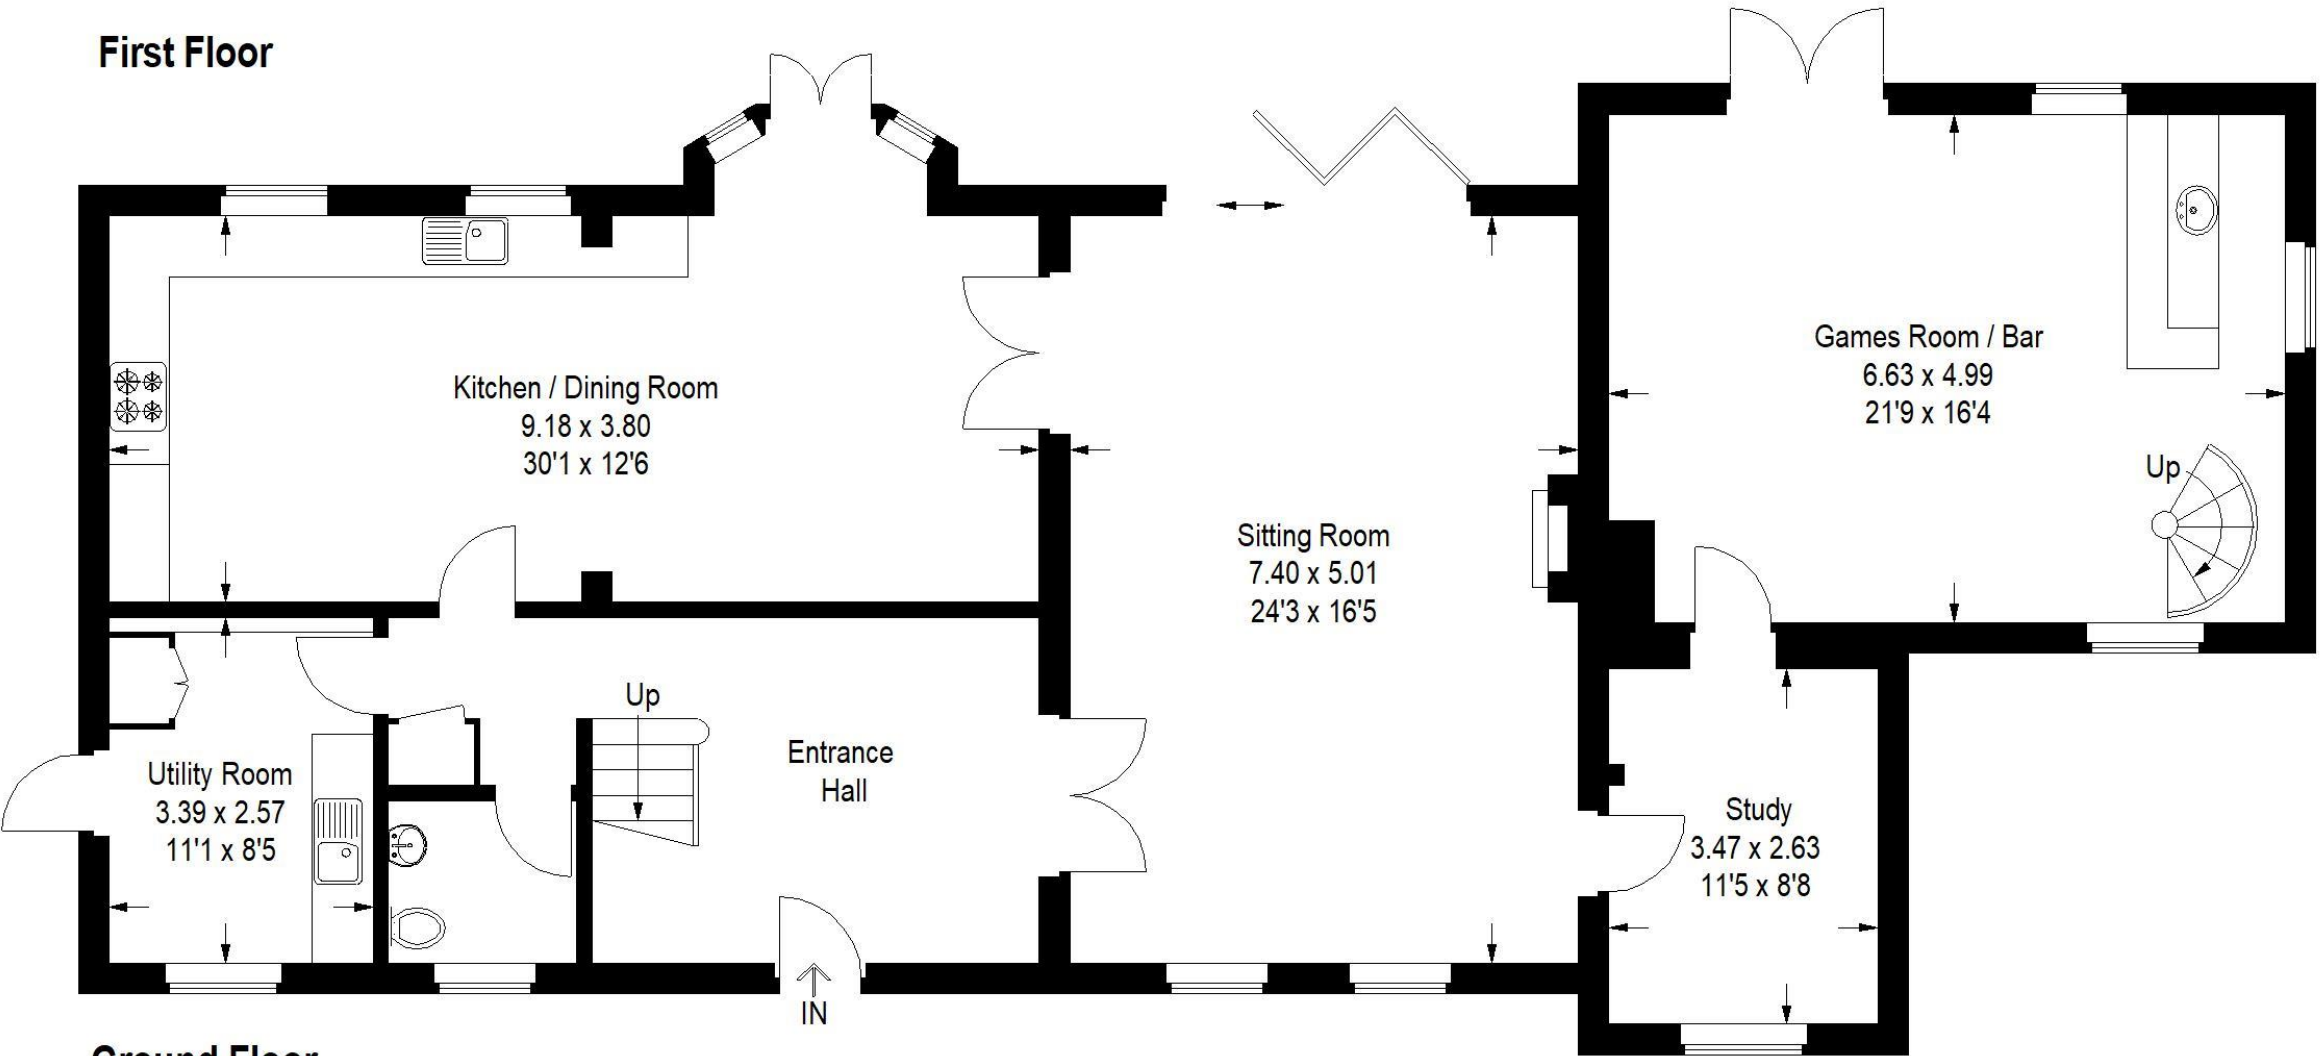 First Floor
Kitchen / Dining Room
9.18 x 3.80
30'1 x 12'6
Games Room / Bar
6.63 x 4.99
21'9 x 16'4
Up
Sitting Room
7.40 x 5.01
24'3 x 16'5
Up
Entrance
Hall
Utility Room
3.39 x 2.57
11'1 x 8'5
Study
3.47 x 2.63
11'5 x 8'8
IN
Ground Floor